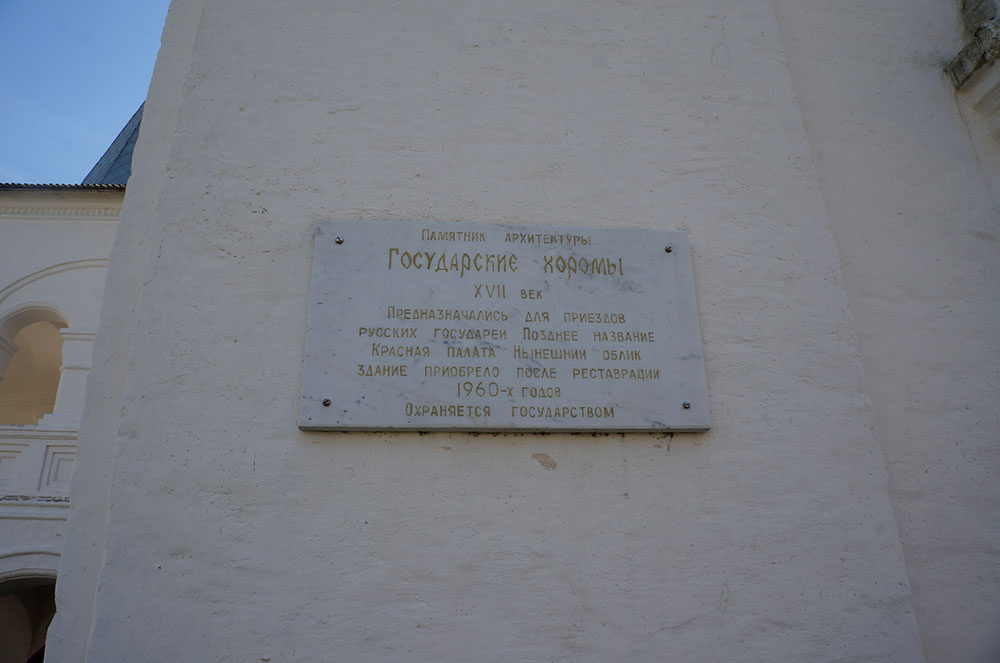 Памятник архитектуры
Государские хоромы
XVII век
Предназначались для приездов
русских государей Позднее название
Красная палата Нынешний облик
здание приобрело после реставрации
1960-х годов
Охраняется государством